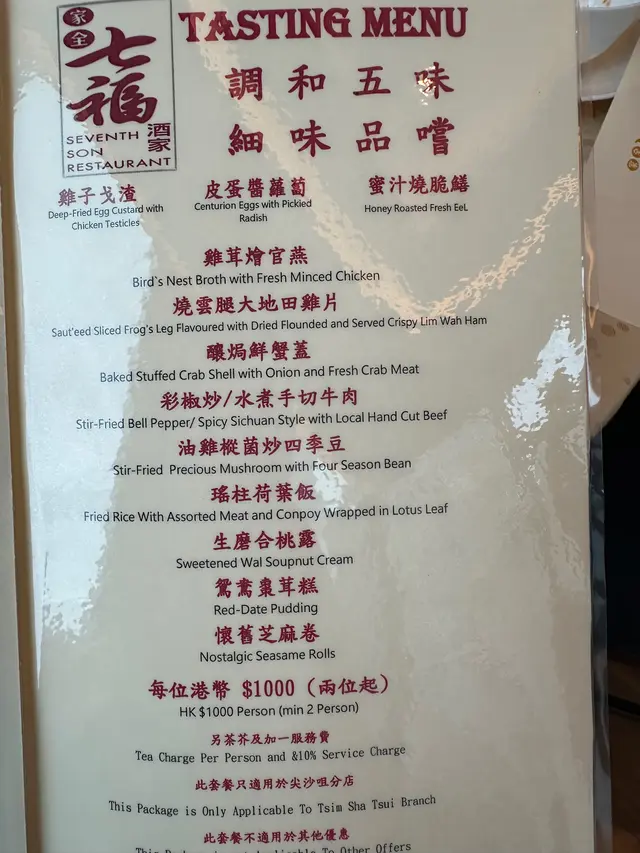 家全
七福
酒家
SEVENTH
SON
RESTAURANT
TASTING MENU
調和五味
細味品嚐
雞子戈渣
Deep-Fried Egg Custard with
Chicken Testicles
皮蛋醬蘿蔔
Centurion Eggs with Pickled
Radish
蜜汁燒脆鱔
Honey Roasted Fresh EeL
雞茸燴官燕
Bird`s Nest Broth with Fresh Minced Chicken
燒雲腿大地田雞片
Saut'eed Sliced Frog's Leg Flavoured with Dried Flounded and Served Crispy Lim Wah Ham
釀焗鮮蟹蓋
Baked Stuffed Crab Shell with Onion and Fresh Crab Meat
彩椒炒/水煮手切牛肉
Stir-Fried Bell Pepper/ Spicy Sichuan Style with Local Hand Cut Beef
油雞樅菌炒四季豆
Stir-Fried Precious Mushroom with Four Season Bean
瑤柱荷葉飯
Fried Rice With Assorted Meat and Conpoy Wrapped in Lotus Leaf
生磨合桃露
Sweetened Wal Soupnut Cream
鴛鴦棗茸糕
Red-Date Pudding
懷舊芝麻卷
Nostalgic Seasame Rolls
每位港幣 $1000 (兩位起)
HK $1000 Person (min 2 Person)
另茶芥及加一服務費
Tea Charge Per Person and &10% Service Charge
此套餐只適用於尖沙咀分店
This Package is Only Applicable To Tsim Sha Tsui Branch
此套餐不適用於其他優惠
This To Other Offers